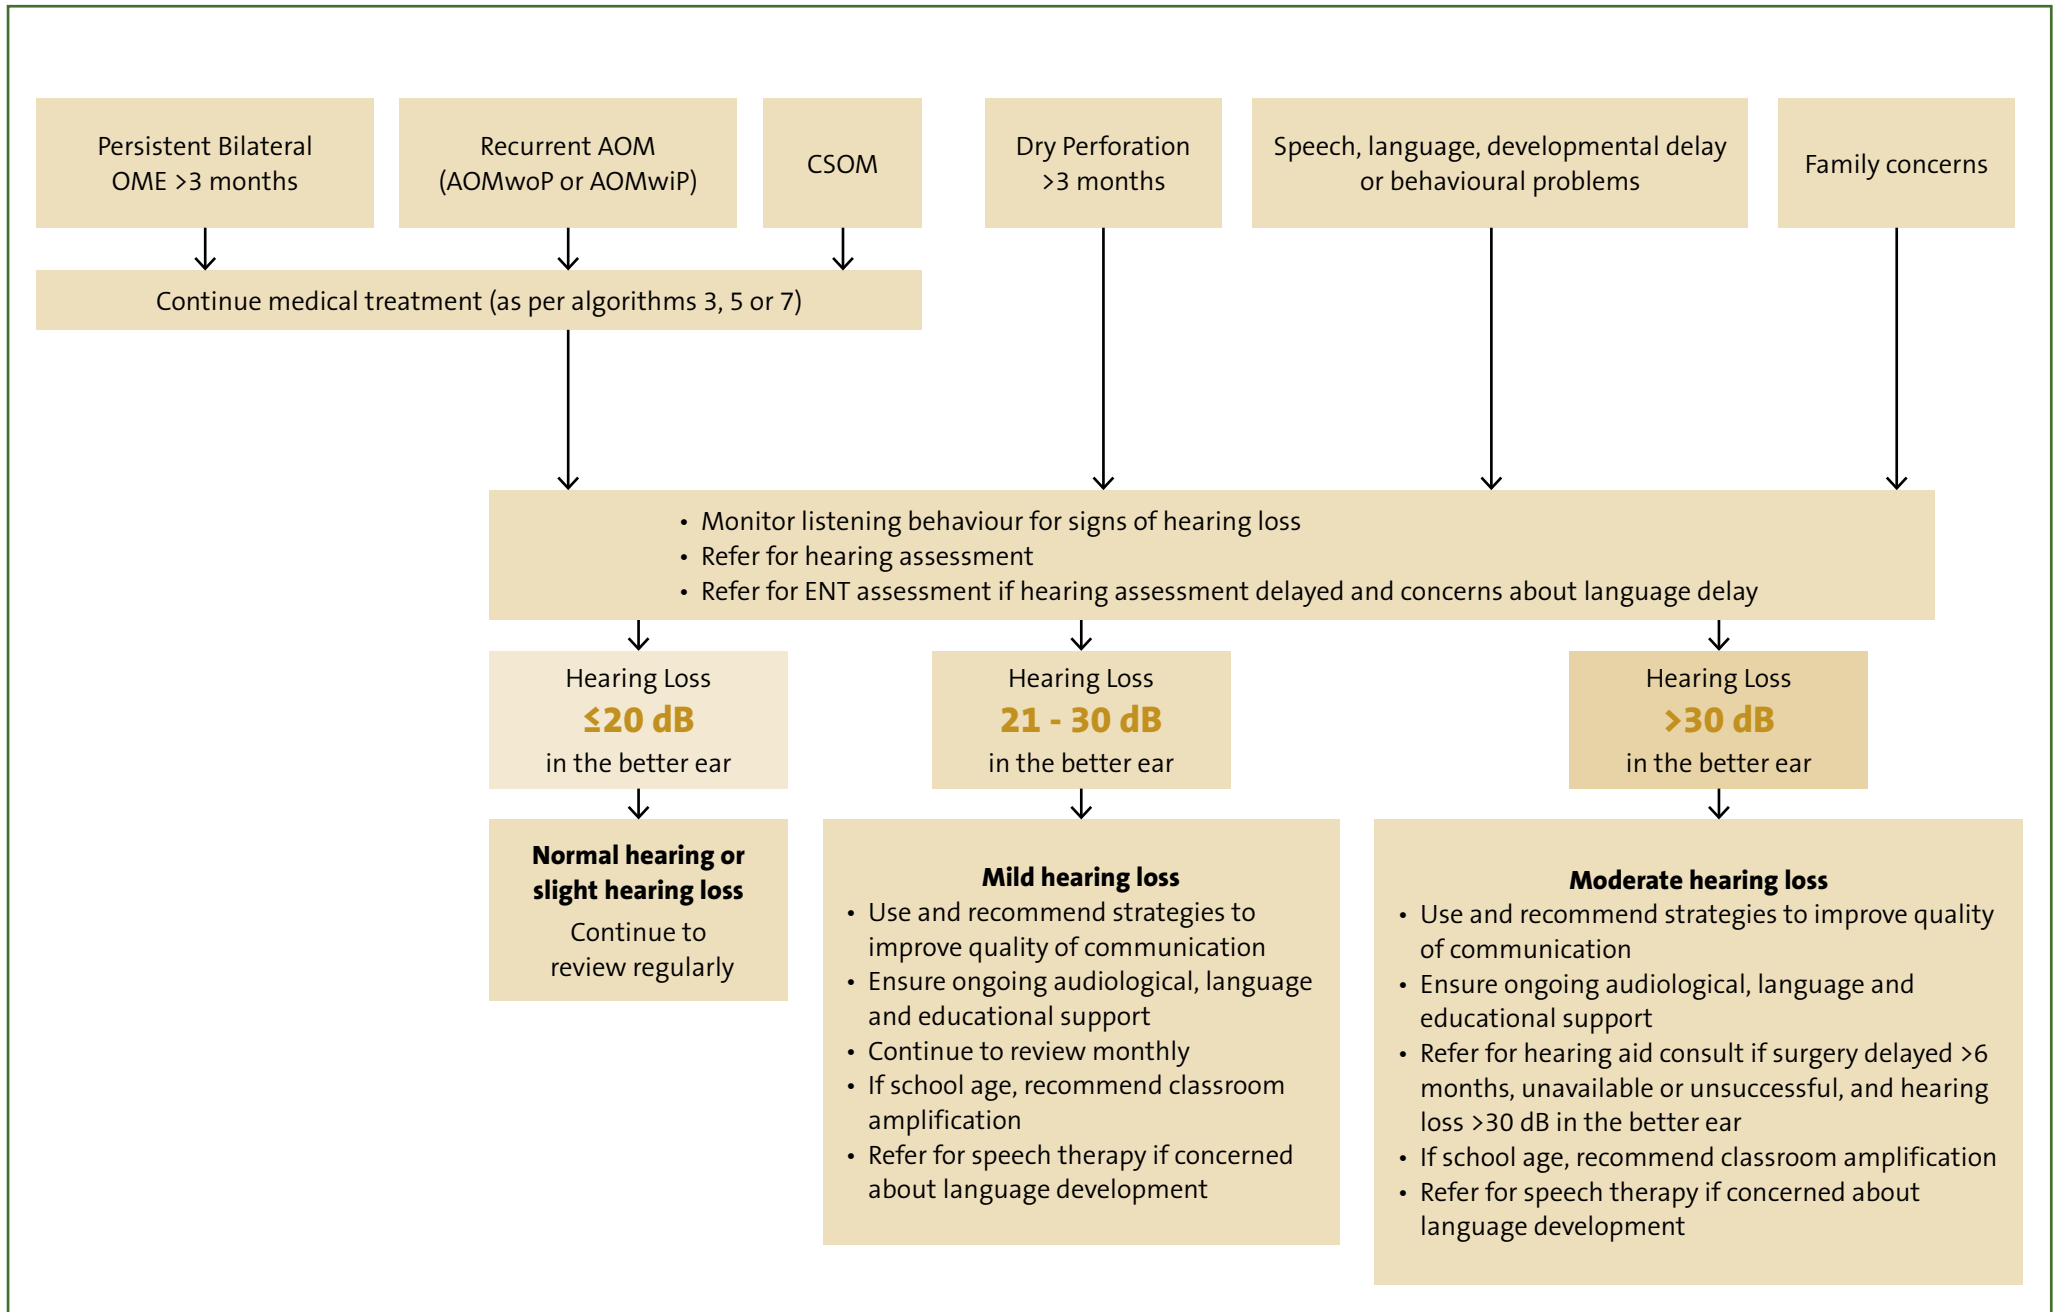 Persistent Bilateral
OME >3 months
Recurrent AOM
(AOMwoP or AOMwiP)
CSOM
Dry Perforation
>3 months
Speech, language, developmental delay
or behavioural problems
Family concerns
Continue medical treatment (as per algorithms 3, 5 or 7)
• Monitor listening behaviour for signs of hearing loss
• Refer for hearing assessment
• Refer for ENT assessment if hearing assessment delayed and concerns about language delay
Hearing Loss
≤20 dB
in the better ear
Hearing Loss
21 - 30 dB
in the better ear
Hearing Loss
>30 dB
in the better ear
Normal hearing or
slight hearing loss
Continue to
review regularly
Mild hearing loss
• Use and recommend strategies to
improve quality of communication
• Ensure ongoing audiological, language
and educational support
• Continue to review monthly
• If school age, recommend classroom
amplification
• Refer for speech therapy if concerned
about language development
Moderate hearing loss
• Use and recommend strategies to improve quality
of communication
• Ensure ongoing audiological, language and
educational support
• Refer for hearing aid consult if surgery delayed >6
months, unavailable or unsuccessful, and hearing
loss >30 dB in the better ear
• If school age, recommend classroom amplification
• Refer for speech therapy if concerned about
language development